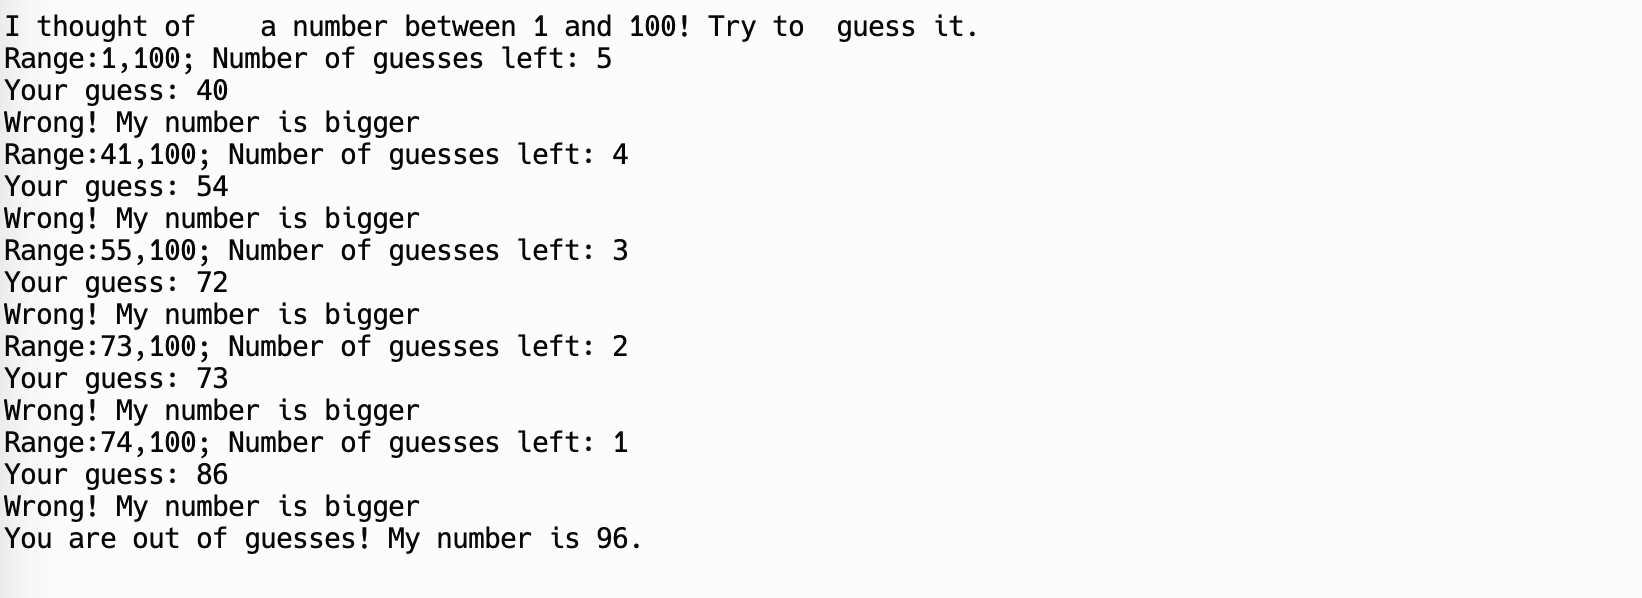 I thought of    a number between 1 and 100! Try to  guess it.
Range:1,100; Number of guesses left: 5
Your guess: 40
Wrong! My number is bigger
Range:41,100; Number of guesses left: 4
Your guess: 54
Wrong! My number is bigger
Range:55,100; Number of guesses left: 3
Your guess: 72
Wrong! My number is bigger
Range:73,100; Number of guesses left: 2
Your guess: 73
Wrong! My number is bigger
Range:74,100; Number of guesses left: 1
Your guess: 86
Wrong! My number is bigger
You are out of guesses! My number is 96.